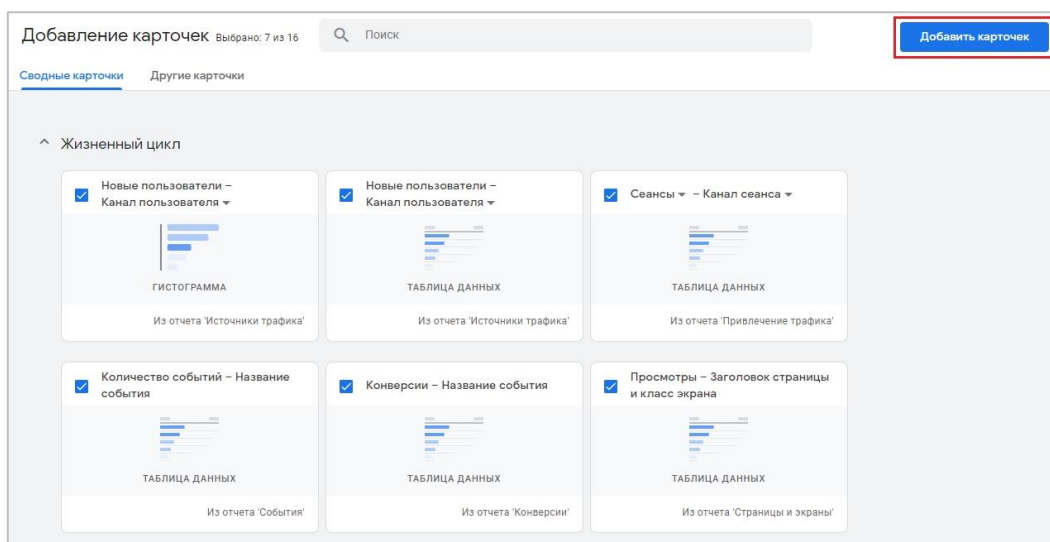 Добавление карточек Выбрано: 7 из 16
Поиск
Добавить карточек
Сводные карточки Другие карточки
Жизненный цикл
Новые пользователи –
Канал пользователя
ГИСТОГРАММА
Из отчета 'Источники трафика'
Новые пользователи –
Канал пользователя
ТАБЛИЦА ДАННЫХ
Из отчета 'Источники трафика'
Сеансы – Канал сеанса
ТАБЛИЦА ДАННЫХ
Из отчета 'Привлечение трафика'
Количество событий – Название
события
ТАБЛИЦА ДАННЫХ
Из отчета 'События'
Конверсии – Название события
ТАБЛИЦА ДАННЫХ
Из отчета 'Конверсии'
Просмотры – Заголовок страницы
и класс экрана
ТАБЛИЦА ДАННЫХ
Из отчета 'Страницы и экраны'